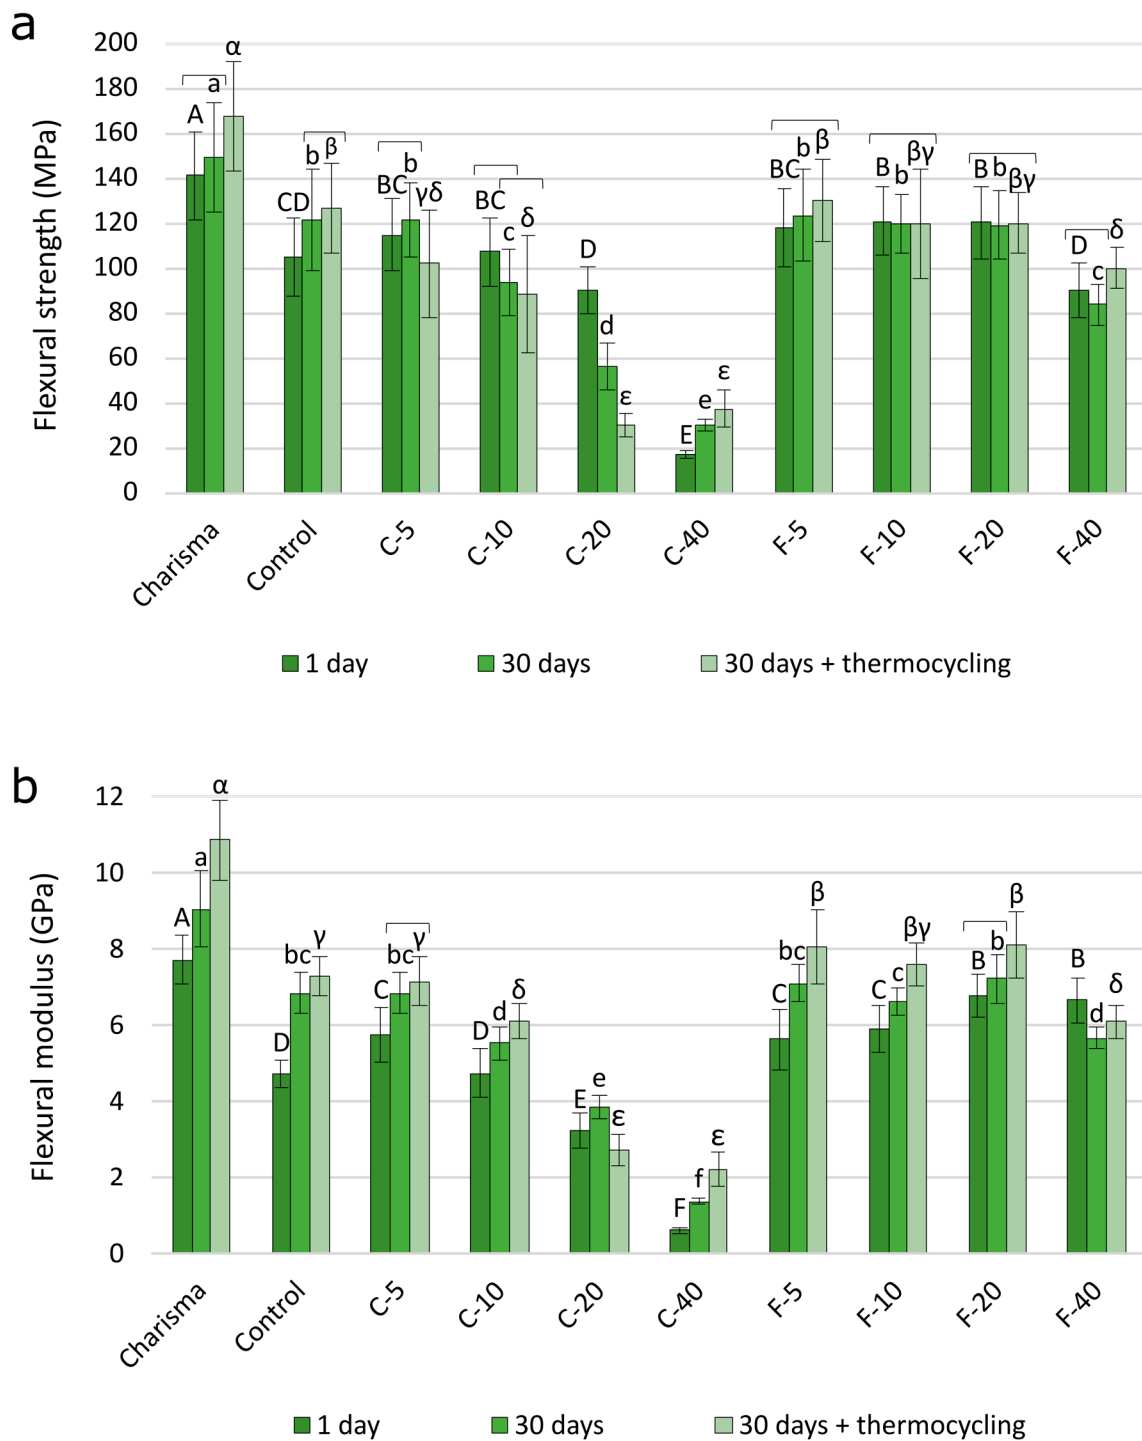 a
200
180
160
140
120
100
80
60
40
20
0
Flexural strength (MPa)
A a α
CD b β
BC b γδ
BC c δ
D d ε
E e ε
BC b β
B b βγ
B b βγ
D c δ
Charisma Control C-5 C-10 C-20 C-40 F-5 F-10 F-20 F-40
1 day 30 days 30 days + thermocycling
b
12
10
8
6
4
2
0
Flexural modulus (GPa)
A a α
D bc γ
C bc γ
D d δ
E e ε
F f ε
C bc β
C c βγ
B b β
B d δ
Charisma Control C-5 C-10 C-20 C-40 F-5 F-10 F-20 F-40
1 day 30 days 30 days + thermocycling